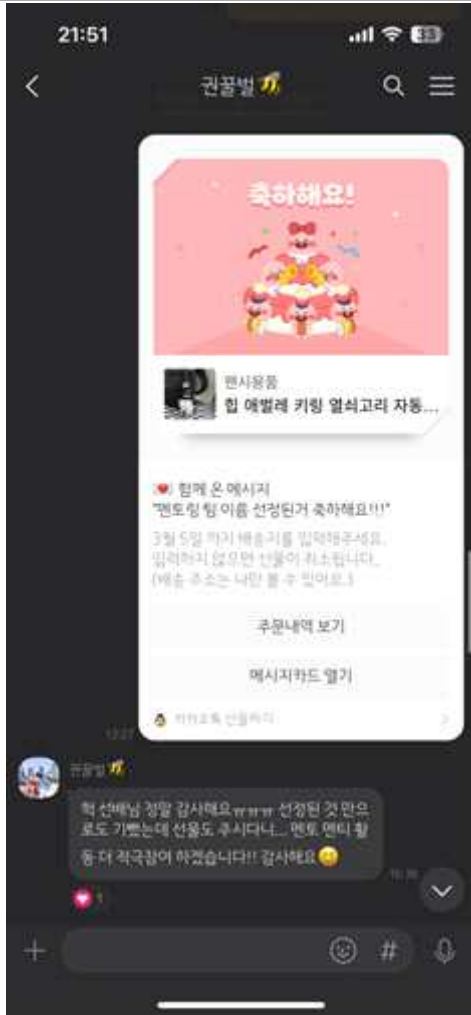 21:51
33
권꿀벌
축하해요!
팬시용품
힙 애벌레 키링 열쇠고리 자동...
함께 온 메시지
"멘토링 팀 이름 선정된거 축하해요!!!"
3월 5일 까지 배송지를 입력해주세요.
입력하지 않으면 선물이 취소됩니다.
(배송 주소는 나만 볼 수 있어요.)
주문내역 보기
메시지카드 열기
카카오톡 선물하기
13:27
권꿀벌
헉 선배님 정말 감사해요ㅠㅠㅠ 선정된 것 만으
로도 기뻤는데 선물도 주시다니... 멘토 멘티 활
동 더 적극참여 하겠습니다!! 감사해요
1
#